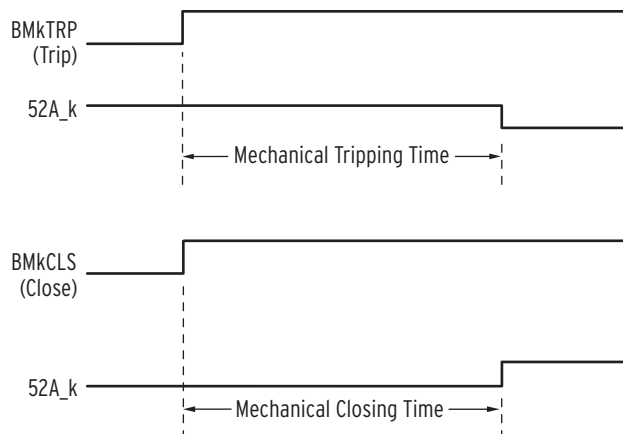 BMkTRP
(Trip)
52A_k
Mechanical Tripping Time
BMkCLS
(Close)
52A_k
Mechanical Closing Time